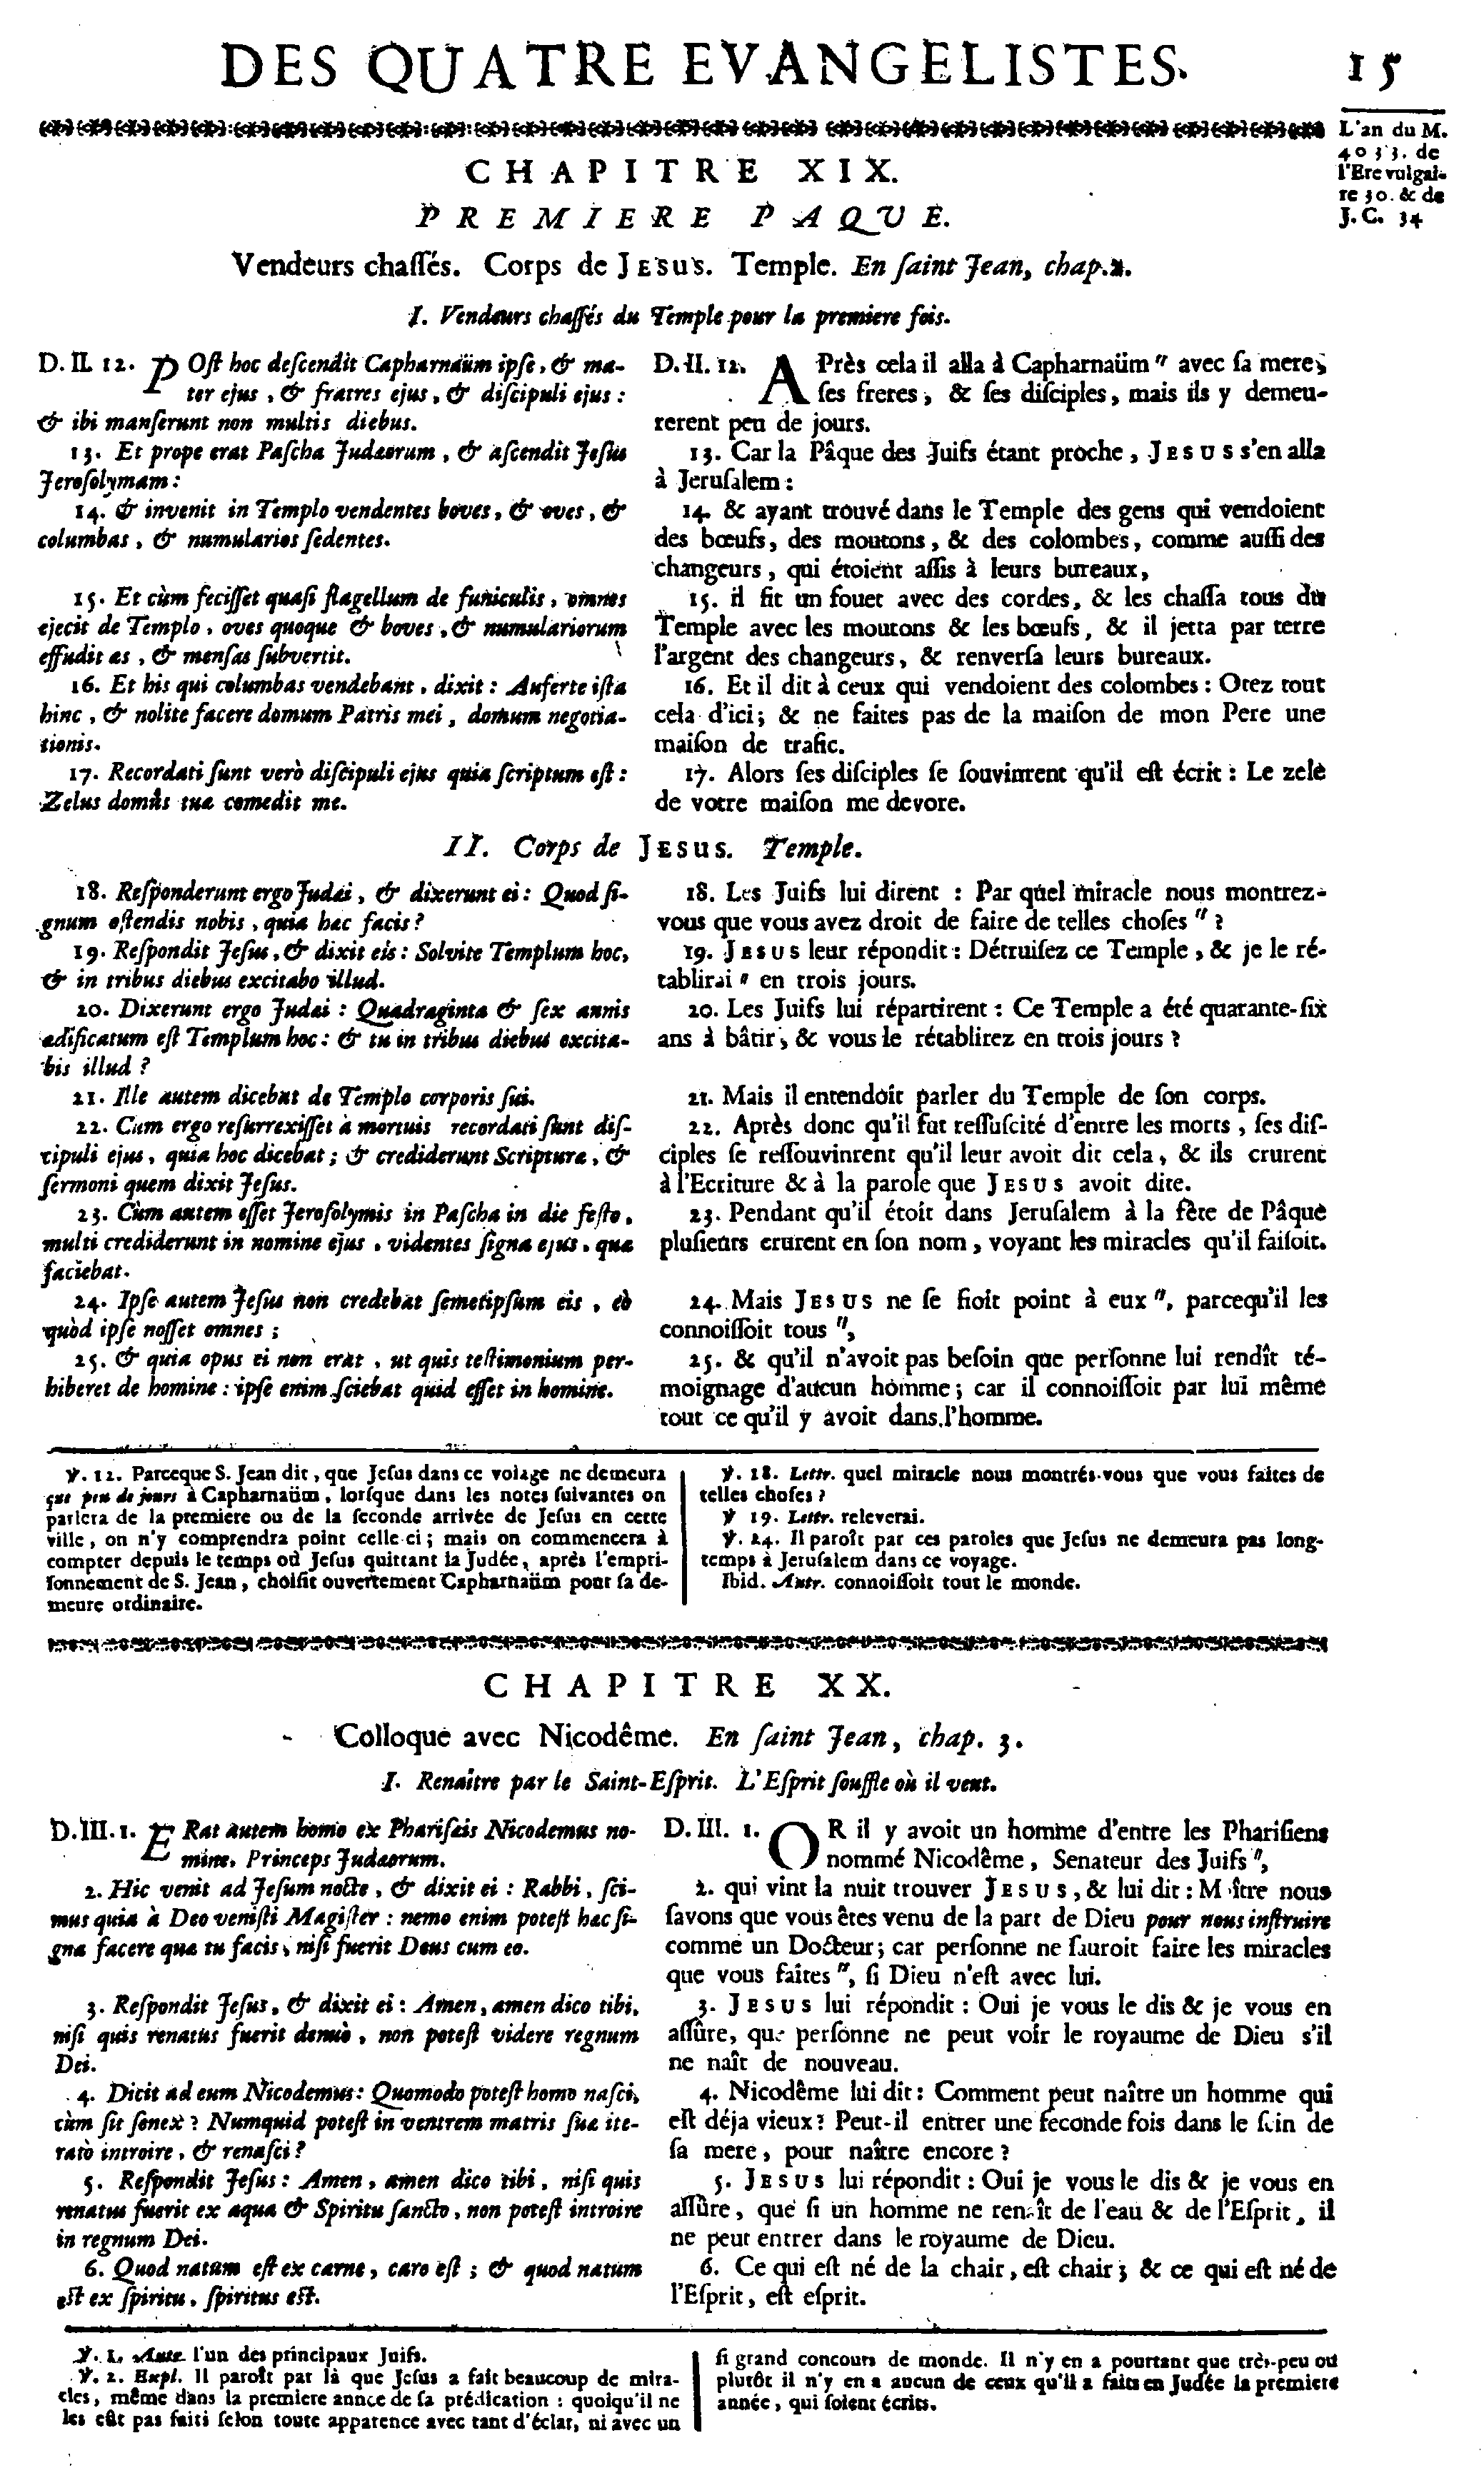 DES QUATRE EVANGELISTES.
15
L'an du M.
4033. de
l'Ere vulgai-
re 30. & de
J. C. 34
CHAPITRE XIX.
PREMIERE PAQUE.
Vendeurs chaſſés. Corps de JESUS. Temple. En ſaint Jean, chap. 2.
I. Vendeurs chaſſés du Temple pour la premiere fois.
D. II. 12. POſt hoc deſcendit Capharnaüm ipſe, & ma-
ter ejus, & fratres ejus, & diſcipuli ejus:
& ibi manſerunt non multis diebus.
13. Et prope erat Paſcha Judæorum, & aſcendit Jeſus
Jeroſolymam:
14. & invenit in Templo vendentes boves, & oves, &
columbas, & numularios ſedentes.
15. Et cùm feciſſet quaſi flagellum de funiculis, omnes
ejecit de Templo, oves quoque & boves, & numulariorum
effudit æs, & menſas ſubvertit.
16. Et his qui columbas vendebant, dixit: Auferte iſta
hinc, & nolite facere domum Patris mei, domum negotia-
tionis.
17. Recordati ſunt verò diſcipuli ejus quia ſcriptum eſt:
Zelus domûs tuæ comedit me.
D. II. 12. APrès cela il alla à Capharnaüm " avec ſa mere,
ſes freres, & ſes diſciples, mais ils y demeu-
rerent peu de jours.
13. Car la Pâque des Juifs étant proche, JESUS s'en alla
à Jeruſalem:
14. & ayant trouvé dans le Temple des gens qui vendoient
des bœufs, des moutons, & des colombes, comme auſſi des
changeurs, qui étoient aſſis à leurs bureaux,
15. il fit un fouet avec des cordes, & les chaſſa tous du
Temple avec les moutons & les bœufs, & il jetta par terre
l'argent des changeurs, & renverſa leurs bureaux.
16. Et il dit à ceux qui vendoient des colombes: Otez tout
cela d'ici; & ne faites pas de la maiſon de mon Pere une
maiſon de trafic.
17. Alors ſes diſciples ſe ſouvinrent qu'il eſt écrit: Le zele
de votre maiſon me devore.
II. Corps de JESUS. Temple.
18. Reſponderunt ergo Judæi, & dixerunt ei: Quod ſi-
gnum oſtendis nobis, quia hæc facis?
19. Reſpondit Jeſus, & dixit eis: Solvite Templum hoc,
& in tribus diebus excitabo illud.
20. Dixerunt ergo Judæi: Quadraginta & ſex annis
ædificatum eſt Templum hoc: & tu in tribus diebus excita-
bis illud?
21. Ille autem dicebat de Templo corporis ſui.
22. Cum ergo reſurrexiſſet à mortuis recordati ſunt diſ-
cipuli ejus, quia hoc dicebat; & crediderunt Scripturæ, &
ſermoni quem dixit Jeſus.
23. Cùm autem eſſet Jeroſolymis in Paſcha in die feſto,
multi crediderunt in nomine ejus, videntes ſigna ejus, quæ
faciebat.
24. Ipſe autem Jeſus non credebat ſemetipſum eis, eò
quòd ipſe noſſet omnes;
25. & quia opus ei non erat, ut quis teſtimonium per-
hiberet de homine: ipſe enim ſciebat quid eſſet in homine.
18. Les Juifs lui dirent: Par quel miracle nous montrez-
vous que vous avez droit de faire de telles choſes "?
19. JESUS leur répondit: Détruiſez ce Temple, & je le ré-
tablirai " en trois jours.
20. Les Juifs lui répartirent: Ce Temple a été quarante-ſix
ans à bâtir, & vous le rétablirez en trois jours?
21. Mais il entendoit parler du Temple de ſon corps.
22. Après donc qu'il fut reſſuſcité d'entre les morts, ſes diſ-
ciples ſe reſſouvinrent qu'il leur avoit dit cela, & ils crurent
à l'Ecriture & à la parole que JESUS avoit dite.
23. Pendant qu'il étoit dans Jeruſalem à la fête de Pâque
pluſieurs crurent en ſon nom, voyant les miracles qu'il faiſoit.
24. Mais JESUS ne ſe fioit point à eux ", parcequ'il les
connoiſſoit tous ",
25. & qu'il n'avoit pas beſoin que perſonne lui rendît té-
moignage d'aucun homme; car il connoiſſoit par lui même
tout ce qu'il y avoit dans l'homme.
℣. 12. Parceque S. Jean dit, que Jeſus dans ce voiage ne demeura
que peu de jours à Capharnaüm, lorſque dans les notes ſuivantes on
parlera de la premiere ou de la ſeconde arrivée de Jeſus en cette
ville, on n'y comprendra point celle-ci; mais on commencera à
compter depuis le temps où Jeſus quittant la Judée, après l'empri-
ſonnement de S. Jean, choiſit ouvertement Capharnaüm pour ſa de-
meure ordinaire.
℣. 18. Lettr. quel miracle nous montrés-vous que vous faites de
telles choſes?
℣ 19. Lettr. releverai.
℣. 24. Il paroît par ces paroles que Jeſus ne demeura pas long-
temps à Jeruſalem dans ce voyage.
Ibid. Autr. connoiſſoit tout le monde.
CHAPITRE XX.
Colloque avec Nicodême. En ſaint Jean, chap. 3.
I. Renaître par le Saint-Eſprit. L'Eſprit ſouffle où il veut.
D. III. 1. ERat autem homo ex Phariſæis Nicodemus no-
mine, Princeps Judæorum.
2. Hic venit ad Jeſum nocte, & dixit ei: Rabbi, ſci-
mus quia à Deo veniſti Magiſter: nemo enim poteſt hæc ſi-
gna facere quæ tu facis, niſi fuerit Deus cum eo.
3. Reſpondit Jeſus, & dixit ei: Amen, amen dico tibi,
niſi quis renatus fuerit denuò, non poteſt videre regnum
Dei.
4. Dicit ad eum Nicodemus: Quomodo poteſt homo naſci,
cùm ſit ſenex? Numquid poteſt in ventrem matris ſuæ ite-
ratò introire, & renaſci?
5. Reſpondit Jeſus: Amen, amen dico tibi, niſi quis
renatus fuerit ex aqua & Spiritu ſancto, non poteſt introire
in regnum Dei.
6. Quod natum eſt ex carne, caro eſt; & quod natum
eſt ex ſpiritu, ſpiritus eſt.
D. III. 1. OR il y avoit un homme d'entre les Phariſiens
nommé Nicodême, Senateur des Juifs ",
2. qui vint la nuit trouver JESUS, & lui dit: Maître nous
ſavons que vous êtes venu de la part de Dieu pour nous inſtruire
comme un Docteur; car perſonne ne ſauroit faire les miracles
que vous faites ", ſi Dieu n'eſt avec lui.
3. JESUS lui répondit: Oui je vous le dis & je vous en
aſſûre, que perſonne ne peut voir le royaume de Dieu s'il
ne naît de nouveau.
4. Nicodême lui dit: Comment peut naître un homme qui
eſt déja vieux? Peut-il entrer une ſeconde fois dans le ſein de
ſa mere, pour naître encore?
5. JESUS lui répondit: Oui je vous le dis & je vous en
aſſûre, que ſi un homme ne renaît de l'eau & de l'Eſprit, il
ne peut entrer dans le royaume de Dieu.
6. Ce qui eſt né de la chair, eſt chair; & ce qui eſt né de
l'Eſprit, eſt eſprit.
℣. 1. Autr. l'un des principaux Juifs.
℣. 2. Expl. Il paroît par là que Jeſus a fait beaucoup de mira-
cles, même dans la premiere année de ſa prédication: quoiqu'il ne
les eût pas faits ſelon toute apparence avec tant d'éclat, ni avec un
ſi grand concours de monde. Il n'y en a pourtant que très-peu ou
plutôt il n'y en a aucun de ceux qu'il a faits en Judée la premiere
année, qui ſoient écrits.